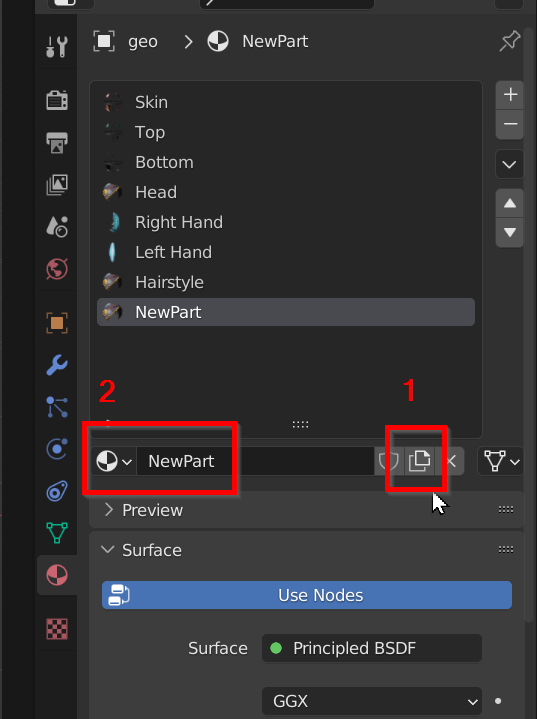 geo > NewPart
Skin
Top
Bottom
Head
Right Hand
Left Hand
Hairstyle
NewPart
2
1
NewPart
Preview
Surface
Use Nodes
Surface Principled BSDF
GGX